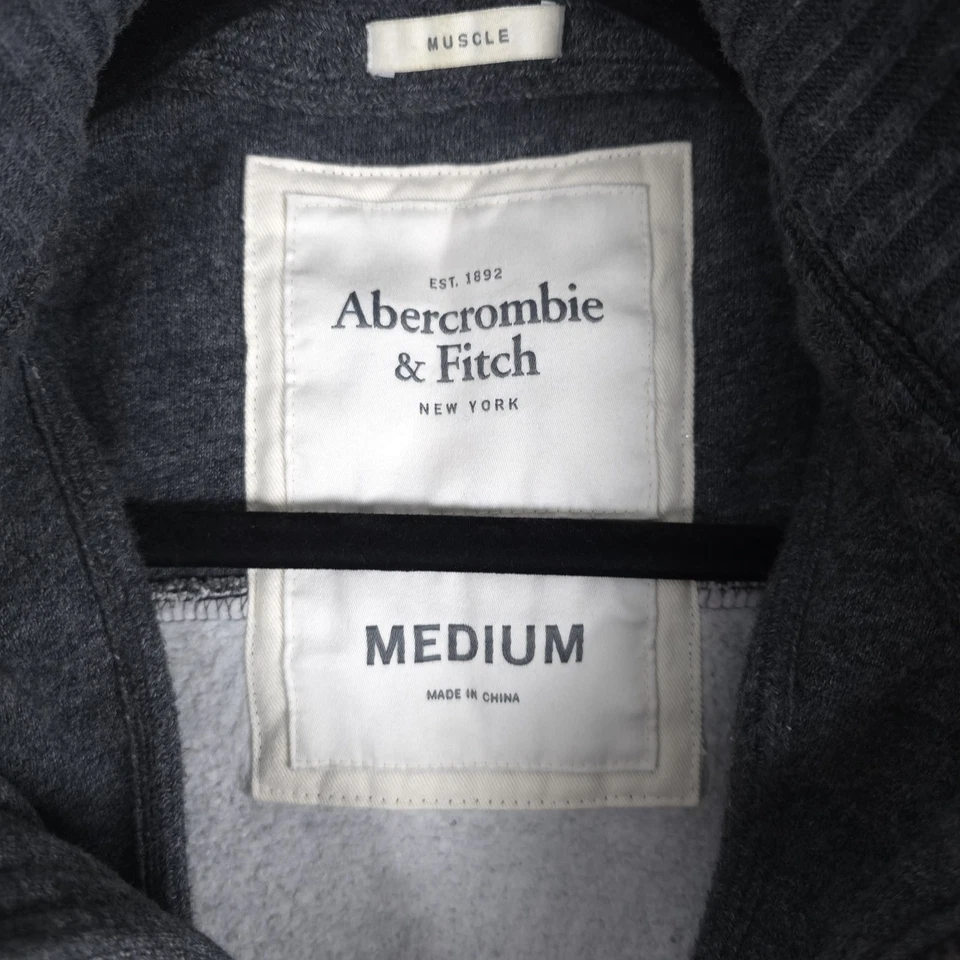 MUSCLE
EST. 1892
Abercrombie
& Fitch
NEW YORK
MEDIUM
MADE IN CHINA